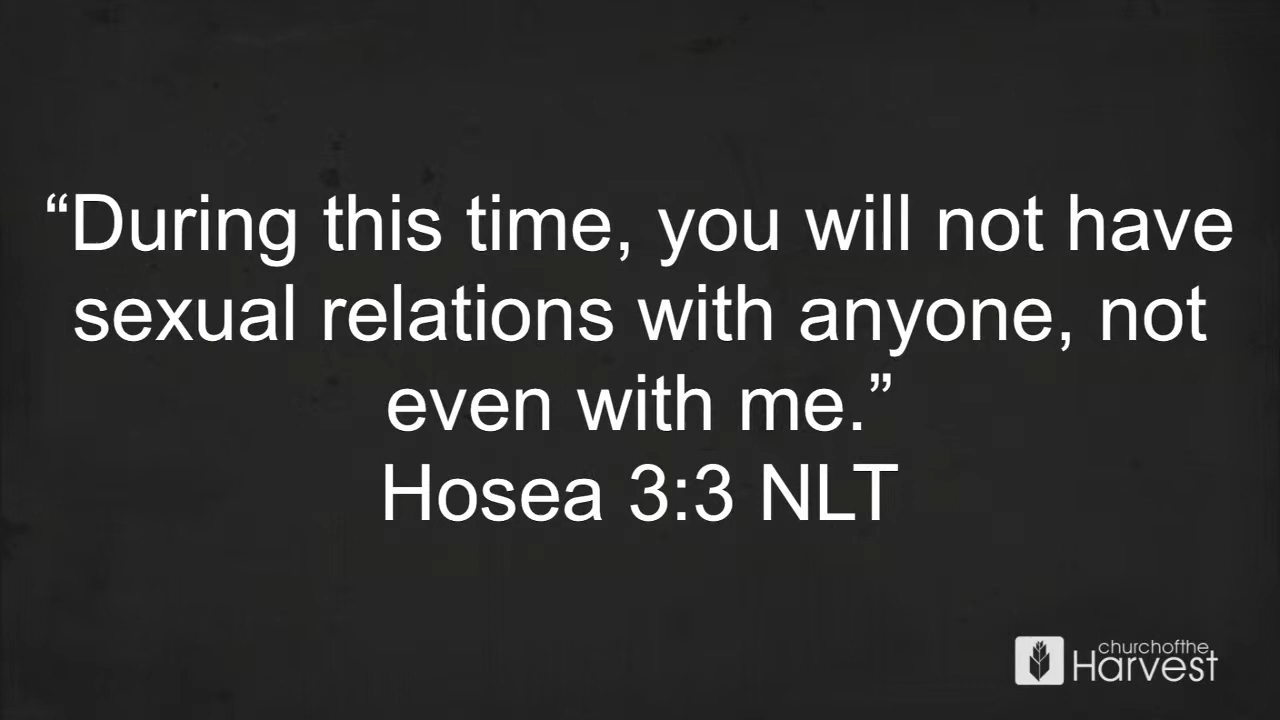 “During this time, you will not have
sexual relations with anyone, not
even with me.”
Hosea 3:3 NLT
churchofthe
Harvest